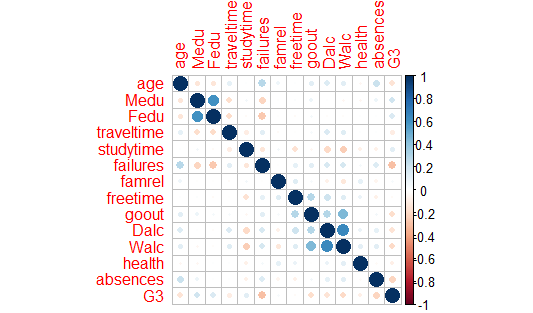 age
Medu
Fedu
traveltime
studytime
failures
famrel
freetime
goout
Dalc
Walc
health
absences
G3
age
Medu
Fedu
traveltime
studytime
failures
famrel
freetime
goout
Dalc
Walc
health
absences
G3
1
0.8
0.6
0.4
0.2
0
-0.2
-0.4
-0.6
-0.8
-1